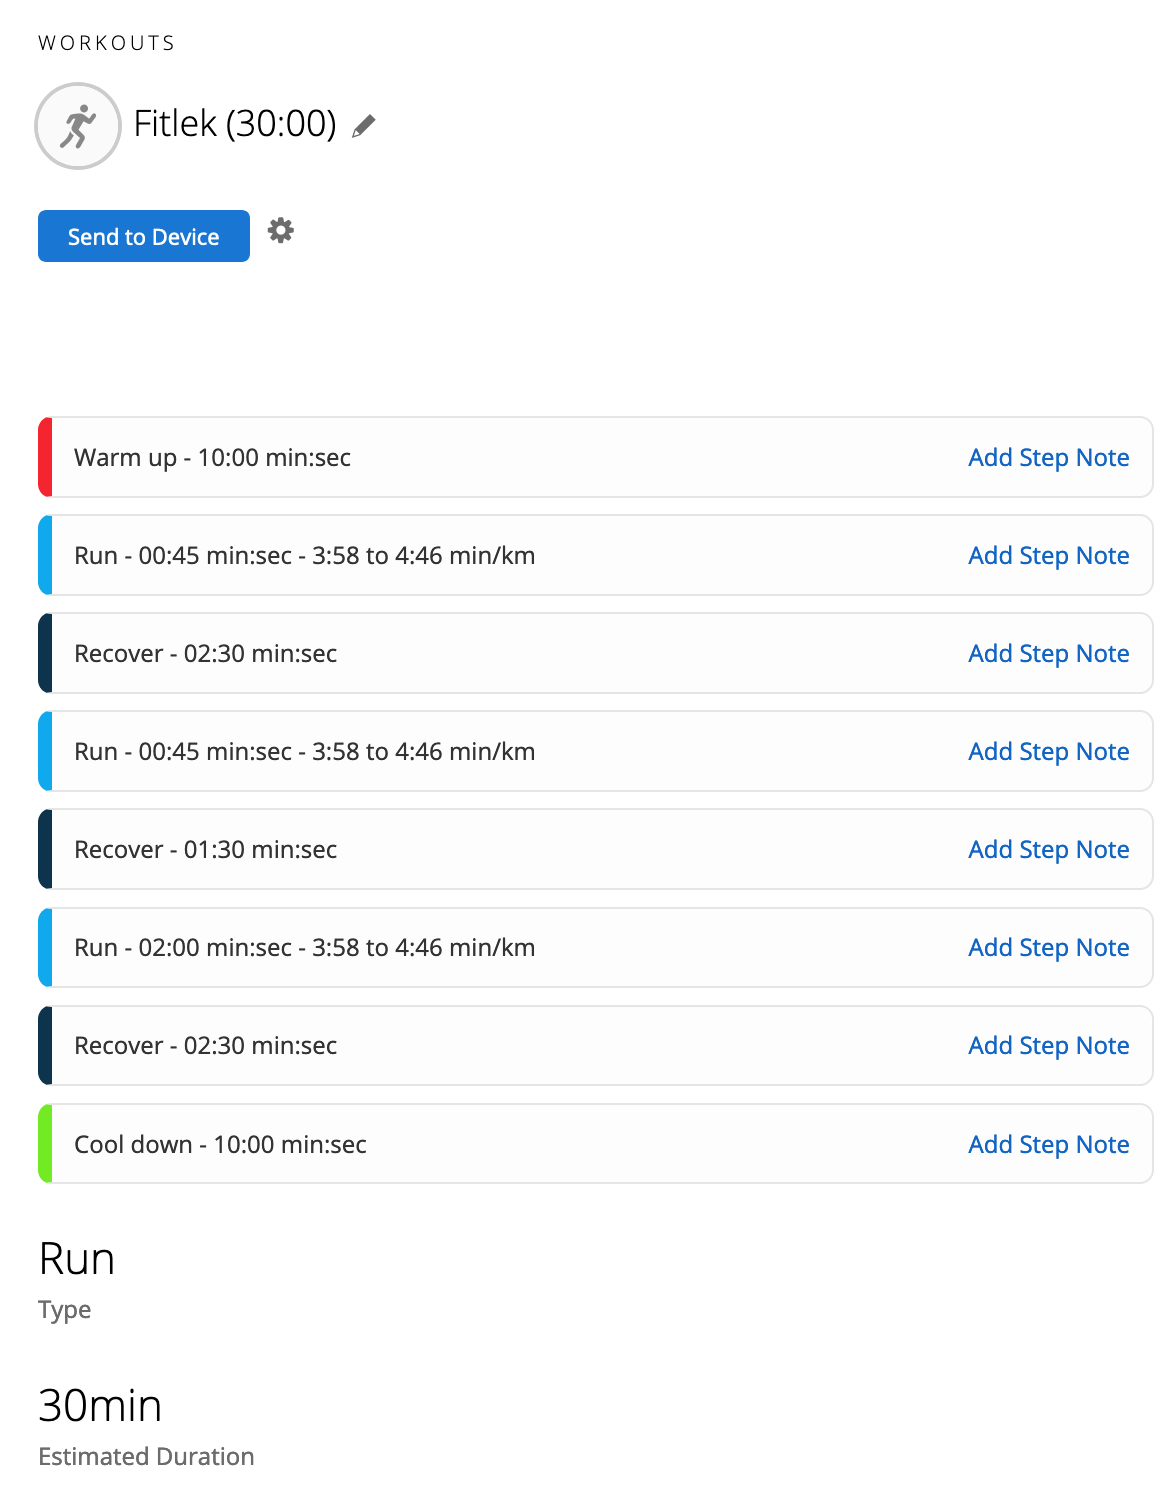 WORKOUTS
Fitlek (30:00)
Send to Device
Warm up - 10:00 min:sec Add Step Note
Run - 00:45 min:sec - 3:58 to 4:46 min/km Add Step Note
Recover - 02:30 min:sec Add Step Note
Run - 00:45 min:sec - 3:58 to 4:46 min/km Add Step Note
Recover - 01:30 min:sec Add Step Note
Run - 02:00 min:sec - 3:58 to 4:46 min/km Add Step Note
Recover - 02:30 min:sec Add Step Note
Cool down - 10:00 min:sec Add Step Note
Run
Type
30min
Estimated Duration